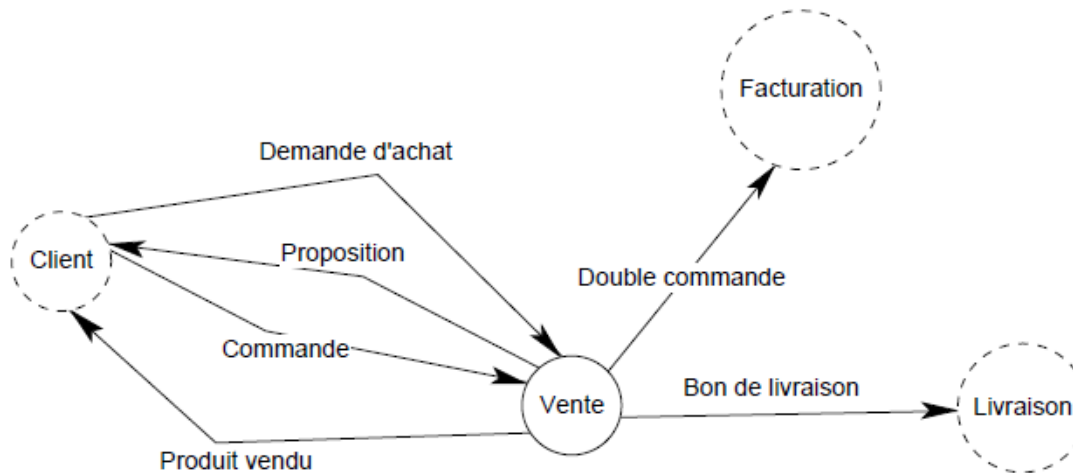 Facturation
Demande d'achat
Client
Proposition
Double commande
Commande
Bon de livraison
Vente
Livraison
Produit vendu